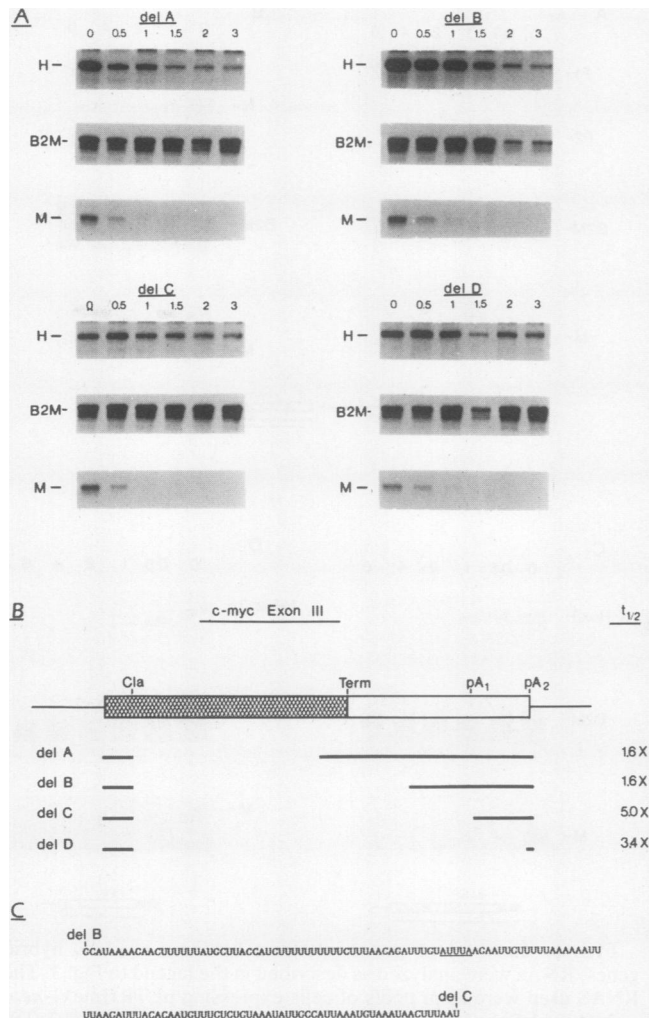 A
del A
0 0.5 1 1.5 2 3
H –
B2M-
M –
del B
0 0.5 1 1.5 2 3
H –
B2M-
M –
del C
0 0.5 1 1.5 2 3
H –
B2M-
M –
del D
0 0.5 1 1.5 2 3
H –
B2M-
M –
B
c-myc Exon III
t1/2
Cla Term pA1 pA2
del A 1.6 X
del B 1.6 X
del C 5.0 X
del D 3.4 X
C
del B
GCAUAAAACAACUUUUUUAUGCUUACCAUCUUUUUUUUUUCUUUAACAGAUUUGUAUUUAACAAUUCUUUUUAAAAAAUU
del C
UUAACAUUUACACAAUGUUUCUCUGUAAAUAUUGCCAUUAAAUGUAAAUAACUUUAAU